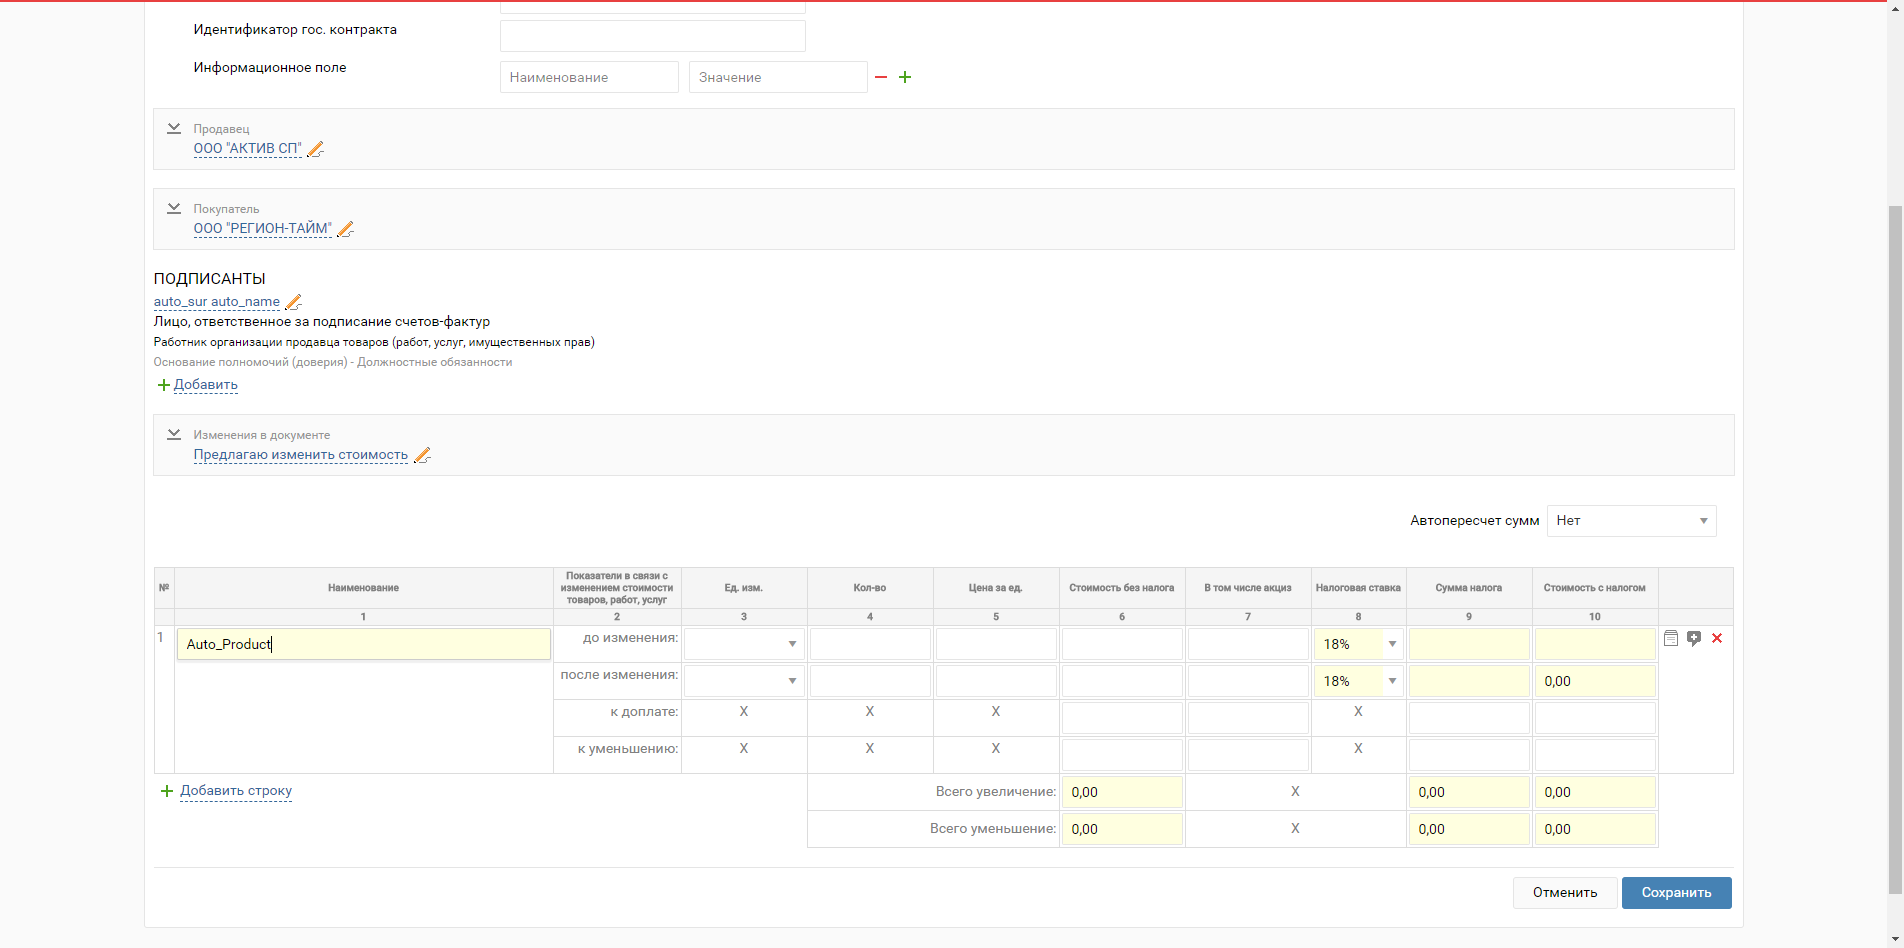 Идентификатор гос. контракта
Информационное поле
Наименование
Значение
Продавец
ООО "АКТИВ СП"
Покупатель
ООО "РЕГИОН-ТАЙМ"
ПОДПИСАНТЫ
auto_sur auto_name
Лицо, ответственное за подписание счетов-фактур
Работник организации продавца товаров (работ, услуг, имущественных прав)
Основание полномочий (доверия) - Должностные обязанности
Добавить
Изменения в документе
Предлагаю изменить стоимость
Автопересчет сумм
Нет
№ Наименование Показатели в связи с изменением стоимости товаров, работ, услуг Ед. изм. Кол-во Цена за ед. Стоимость без налога В том числе акциз Налоговая ставка Сумма налога Стоимость с налогом
1 2 3 4 5 6 7 8 9 10
1 Auto_Product до изменения: 18%
после изменения: 18% 0,00
к доплате: X X X X
к уменьшению: X X X X
Добавить строку
Всего увеличение: 0,00 X 0,00 0,00
Всего уменьшение: 0,00 X 0,00 0,00
Отменить
Сохранить